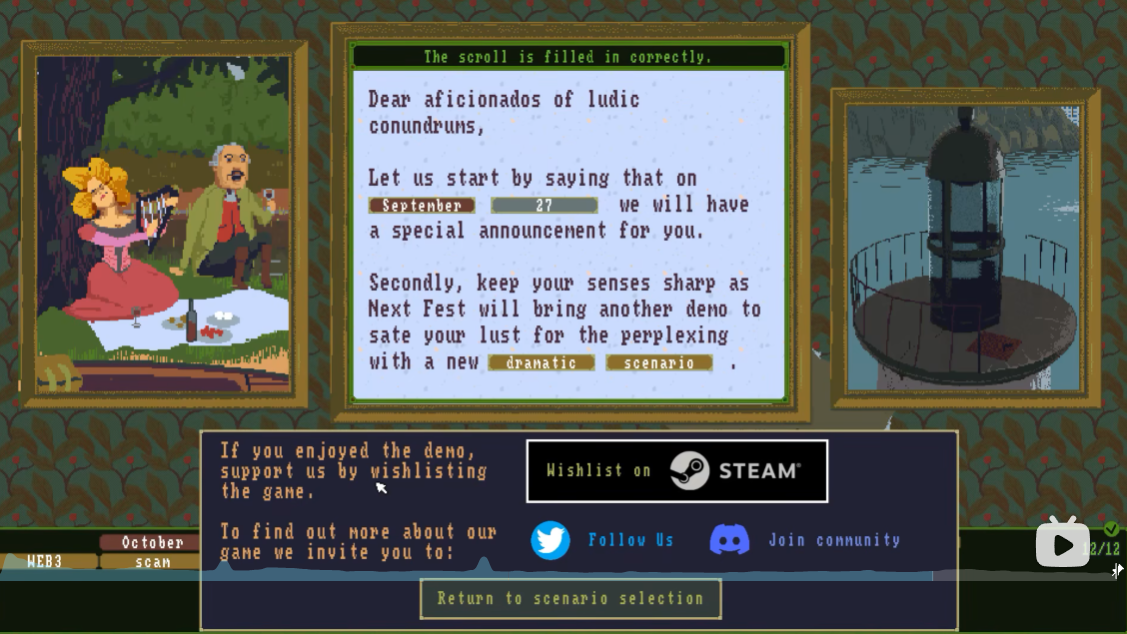 The scroll is filled in correctly.
Dear aficionados of ludic
conundrums,
Let us start by saying that on
September 27 we will have
a special announcement for you.
Secondly, keep your senses sharp as
Next Fest will bring another demo to
sate your lust for the perplexing
with a new dramatic scenario .
If you enjoyed the demo,
support us by wishlisting
the game.
Wishlist on STEAM®
To find out more about our
game we invite you to:
Follow Us
Join community
October
WEB3 scam
12/12
Return to scenario selection